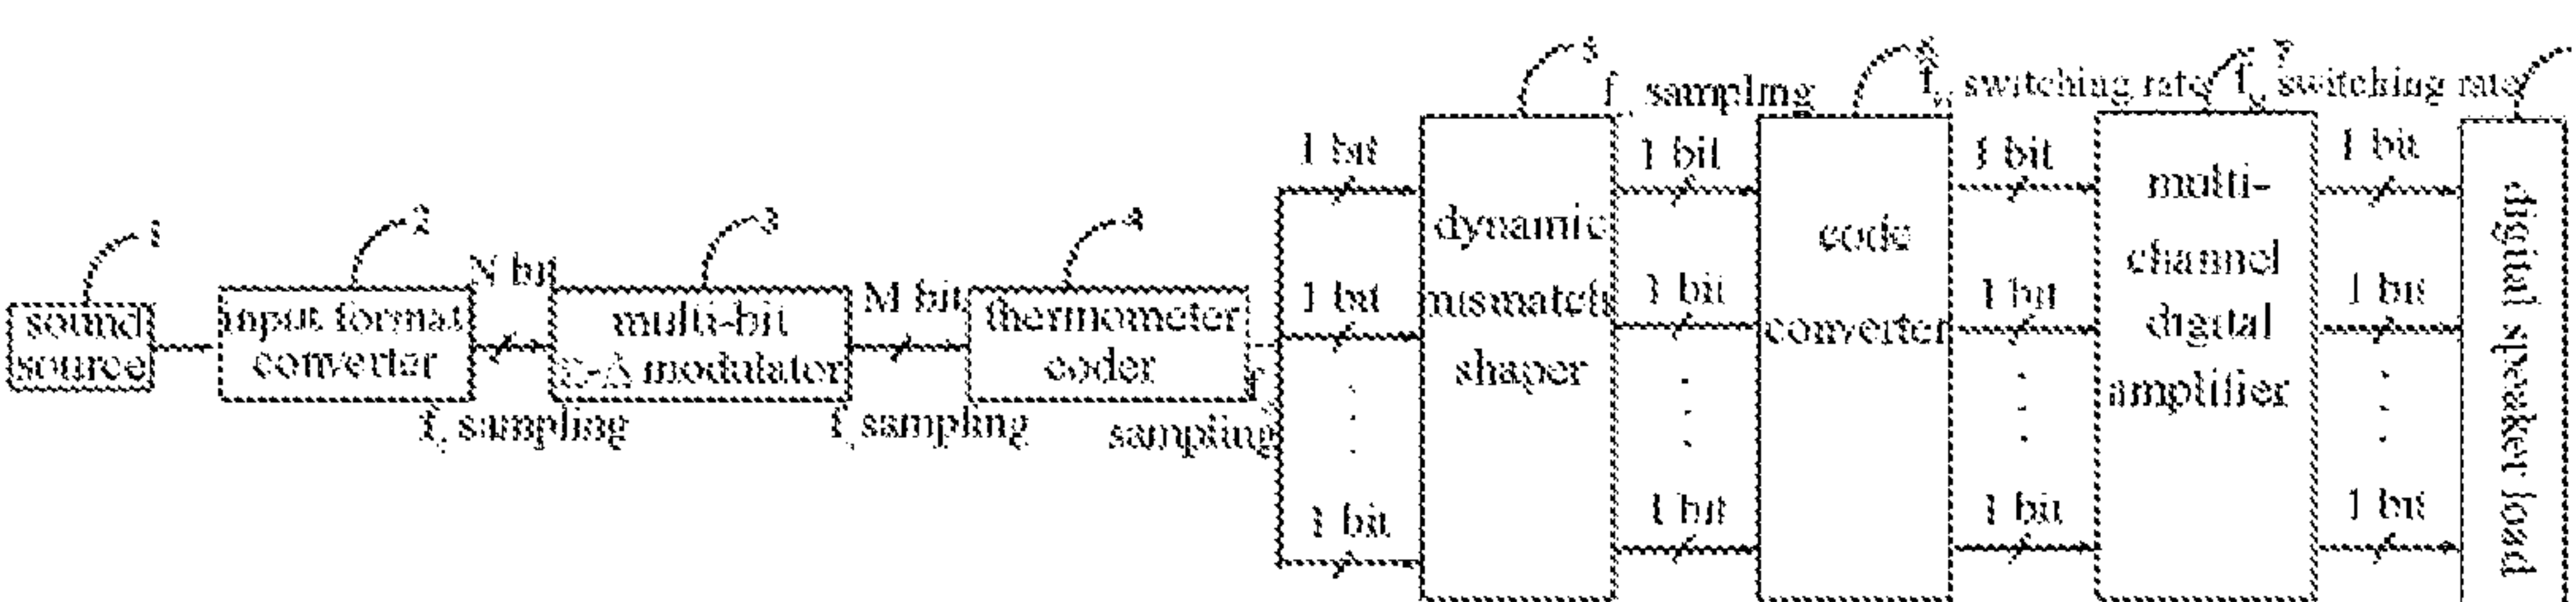 1
sound
source
2
input format
converter
N bit
f sampling
3
multi-bit
Σ-Δ modulator
M bit
f sampling
4
thermometer
coder
f
sampling
1 bit
1 bit
1 bit
5
dynamic
mismatch
shaper
f sampling
1 bit
1 bit
1 bit
code
converter
switching rate
1 bit
1 bit
1 bit
7
multi-
channel
digital
amplifier
switching rate
1 bit
1 bit
1 bit
digital speaker load